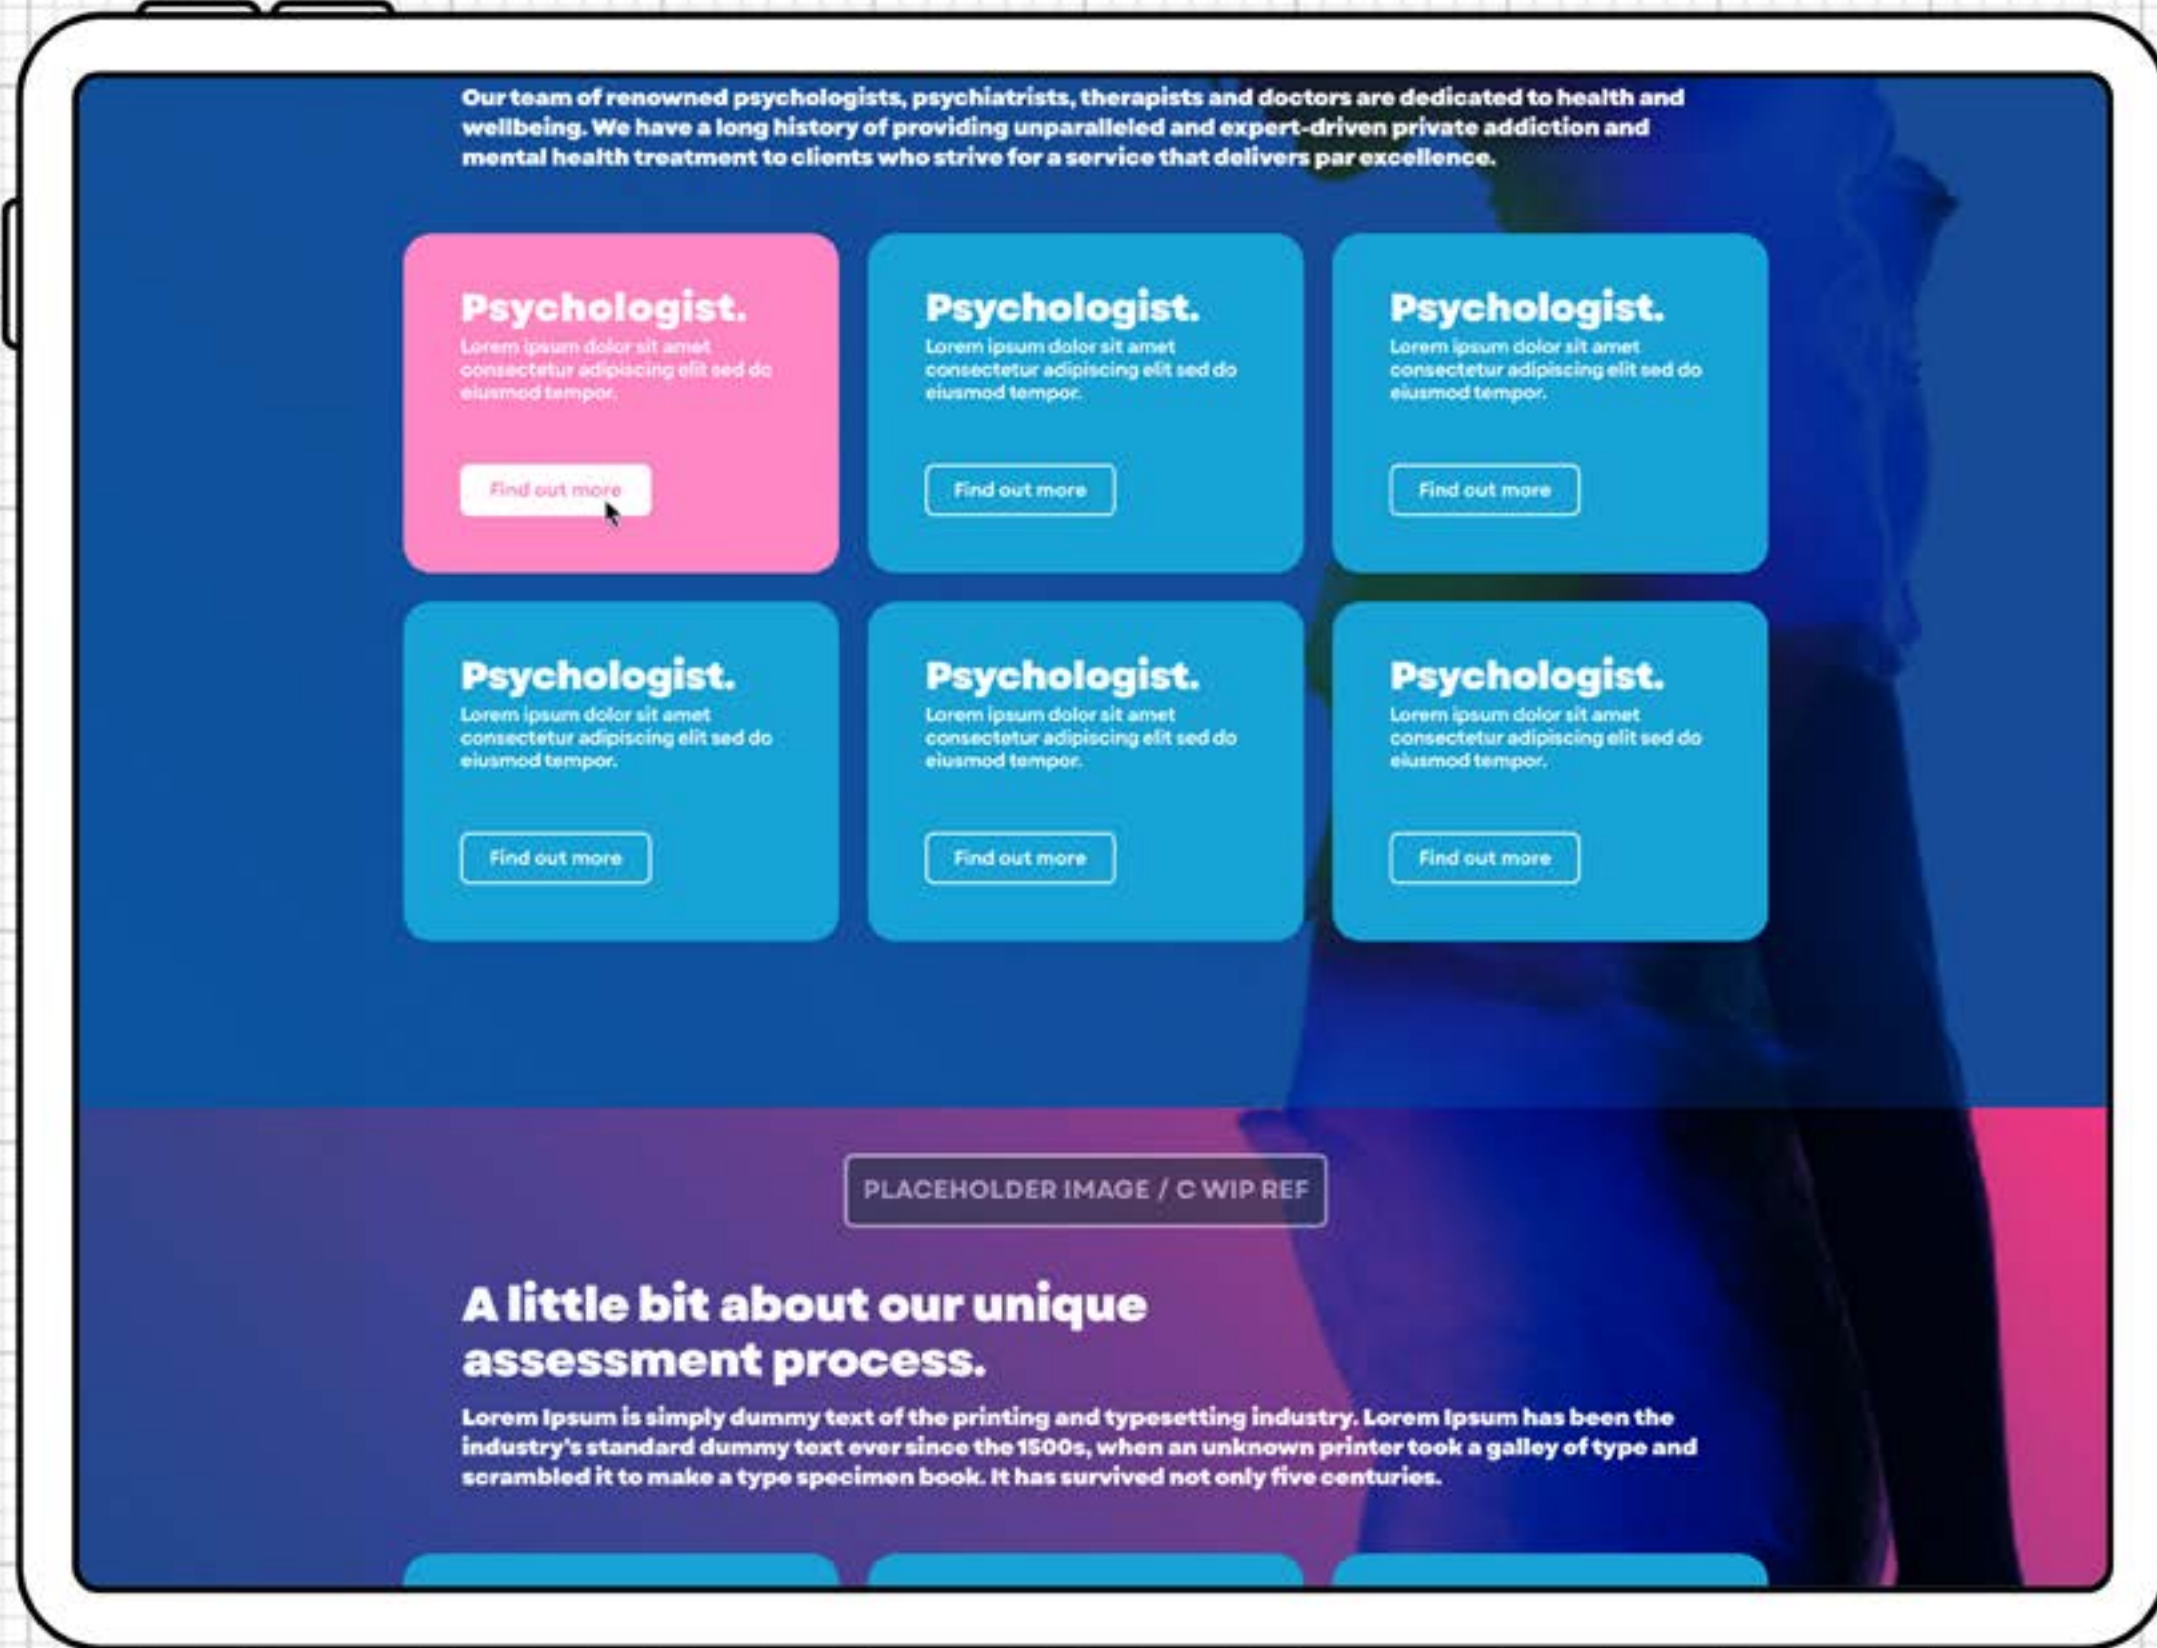 Our team of renowned psychologists, psychiatrists, therapists and doctors are dedicated to health and
wellbeing. We have a long history of providing unparalleled and expert-driven private addiction and
mental health treatment to clients who strive for a service that delivers par excellence.
Psychologist.
Lorem ipsum dolor sit amet
consectetur adipiscing elit sed do
eiusmod tempor.
Find out more
Psychologist.
Lorem ipsum dolor sit amet
consectetur adipiscing elit sed do
eiusmod tempor.
Find out more
Psychologist.
Lorem ipsum dolor sit amet
consectetur adipiscing elit sed do
eiusmod tempor.
Find out more
Psychologist.
Lorem ipsum dolor sit amet
consectetur adipiscing elit sed do
eiusmod tempor.
Find out more
Psychologist.
Lorem ipsum dolor sit amet
consectetur adipiscing elit sed do
eiusmod tempor.
Find out more
Psychologist.
Lorem ipsum dolor sit amet
consectetur adipiscing elit sed do
eiusmod tempor.
Find out more
PLACEHOLDER IMAGE / C WIP REF
A little bit about our unique
assessment process.
Lorem Ipsum is simply dummy text of the printing and typesetting industry. Lorem Ipsum has been the
industry's standard dummy text ever since the 1500s, when an unknown printer took a galley of type and
scrambled it to make a type specimen book. It has survived not only five centuries.